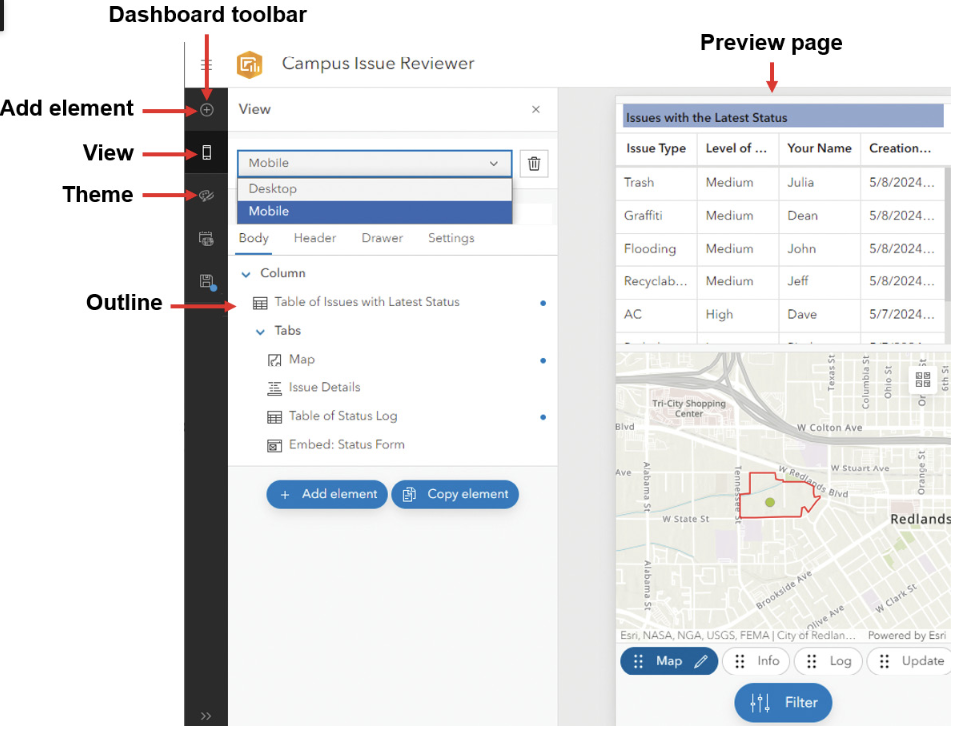 Dashboard toolbar
Preview page
Campus Issue Reviewer
Add element
View
Theme
Outline
View
Mobile
Desktop
Mobile
Body Header Drawer Settings
Column
Table of Issues with Latest Status
Tabs
Map
Issue Details
Table of Status Log
Embed: Status Form
+ Add element
Copy element
Issues with the Latest Status
Issue Type Level of ... Your Name Creation...
Trash Medium Julia 5/8/2024...
Graffiti Medium Dean 5/8/2024...
Flooding Medium John 5/8/2024...
Recyclab... Medium Jeff 5/8/2024...
AC High Dave 5/7/2024...
Texas St
Columbia St
Ohio St
6th St
Tri-City Shopping
Center
Blvd
W Colton Ave
Ave
Alabama St
Tennessee St
W Redlands Blvd
W Stuart Ave
Orange St
W State St
Redlands
Alabama St
Brookside Ave
Olive Ave
W Clark St
Esri, NASA, NGA, USGS, FEMA | City of Redlan... Powered by Esri
Map Info Log Update
Filter